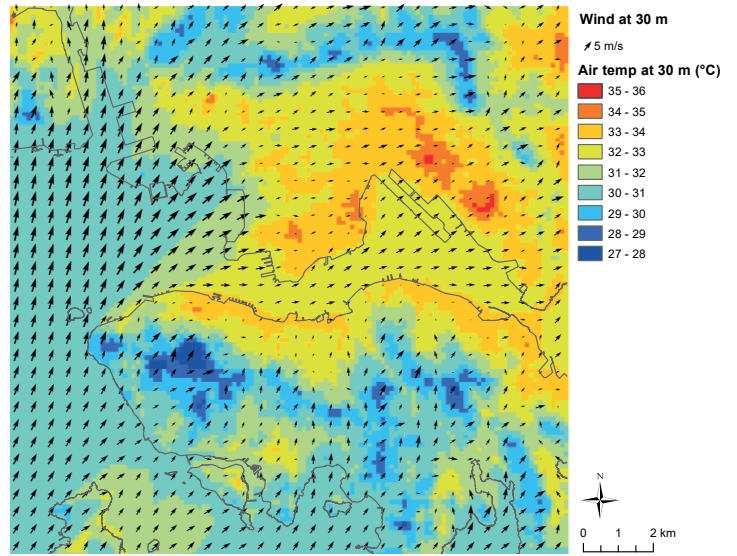 Wind at 30 m
5 m/s
Air temp at 30 m (°C)
35 - 36
34 - 35
33 - 34
32 - 33
31 - 32
30 - 31
29 - 30
28 - 29
27 - 28
N
0 1 2 km